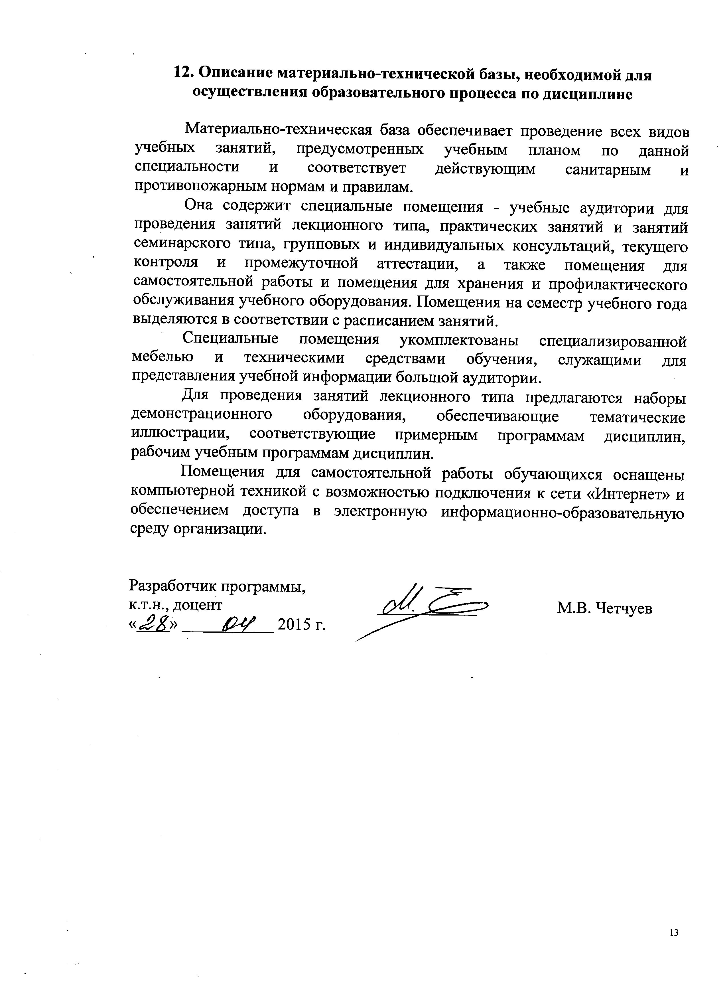 12. Описание материально-технической базы, необходимой для
осуществления образовательного процесса по дисциплине
Материально-техническая база обеспечивает проведение всех видов
учебных занятий, предусмотренных учебным планом по данной
специальности и соответствует действующим санитарным и
противопожарным нормам и правилам.
Она содержит специальные помещения - учебные аудитории для
проведения занятий лекционного типа, практических занятий и занятий
семинарского типа, групповых и индивидуальных консультаций, текущего
контроля и промежуточной аттестации, а также помещения для
самостоятельной работы и помещения для хранения и профилактического
обслуживания учебного оборудования. Помещения на семестр учебного года
выделяются в соответствии с расписанием занятий.
Специальные помещения укомплектованы специализированной
мебелью и техническими средствами обучения, служащими для
представления учебной информации большой аудитории.
Для проведения занятий лекционного типа предлагаются наборы
демонстрационного оборудования, обеспечивающие тематические
иллюстрации, соответствующие примерным программам дисциплин,
рабочим учебным программам дисциплин.
Помещения для самостоятельной работы обучающихся оснащены
компьютерной техникой с возможностью подключения к сети «Интернет» и
обеспечением доступа в электронную информационно-образовательную
среду организации.
Разработчик программы,
к.т.н., доцент
М.В. Четчуев
«28» 04 2015 г.
13